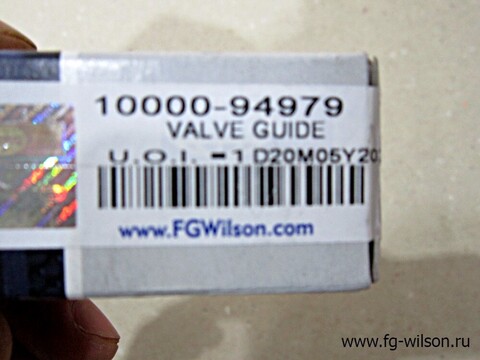 10000-94979
VALVE GUIDE
U.O.I. -1 D20M05Y20
www.FGWilson.com
www.fg-wilson.ru